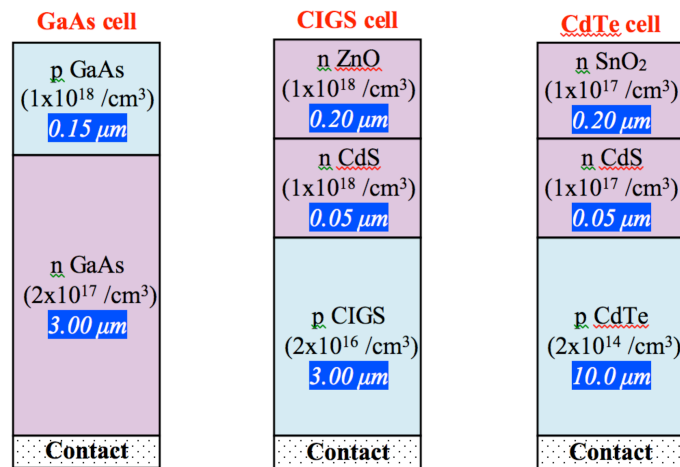 GaAs cell
p GaAs
(1x10¹⁸ /cm³)
0.15 µm
n GaAs
(2x10¹⁷ /cm³)
3.00 µm
Contact
CIGS cell
n ZnO
(1x10¹⁸ /cm³)
0.20 µm
n CdS
(1x10¹⁸ /cm³)
0.05 µm
p CIGS
(2x10¹⁶ /cm³)
3.00 µm
Contact
CdTe cell
n SnO₂
(1x10¹⁷ /cm³)
0.20 µm
n CdS
(1x10¹⁷ /cm³)
0.05 µm
p CdTe
(2x10¹⁴ /cm³)
10.0 µm
Contact